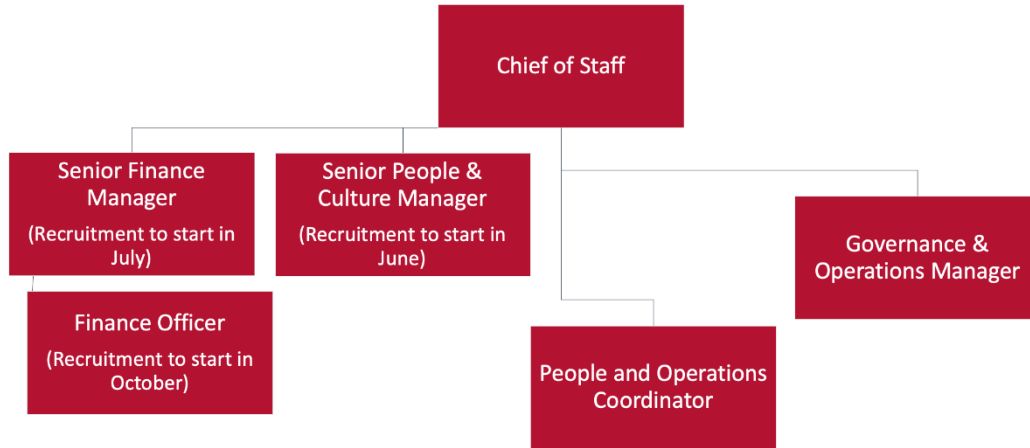 Chief of Staff
Senior Finance
Manager
(Recruitment to start in
July)
Senior People &
Culture Manager
(Recruitment to start in
June)
Governance &
Operations Manager
Finance Officer
(Recruitment to start in
October)
People and Operations
Coordinator